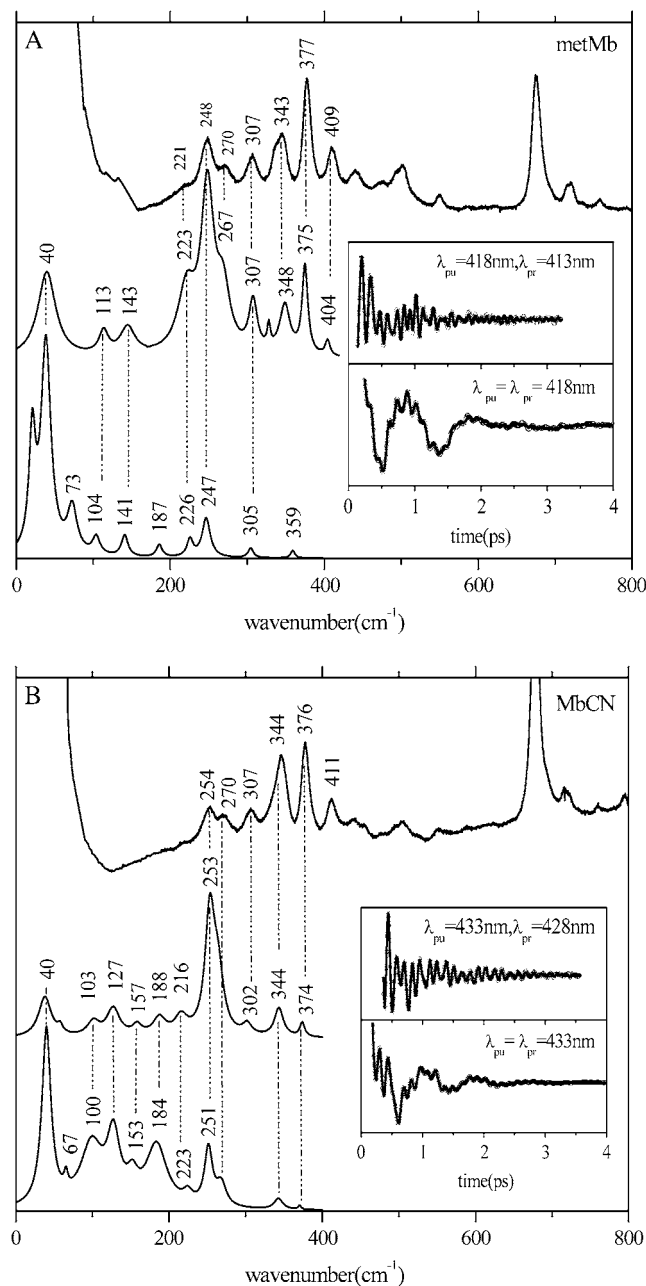 A
metMb
377
248
343
270
307
409
221
40
223
267
375
113
143
307
348
404
λpu=418nm,λpr=413nm
λpu= λpr= 418nm
0 1 2 3 4
time(ps)
73
104
141
187
226
247
305
359
0 200 400 600 800
wavenumber(cm⁻¹)
B
MbCN
344
376
254
270
307
411
253
40
103
127
157
188
216
302
344
374
λpu=433nm,λpr=428nm
λpu= λpr=433nm
0 1 2 3 4
time(ps)
67
100
153
184
223
251
0 200 400 600 800
wavenumber(cm⁻¹)